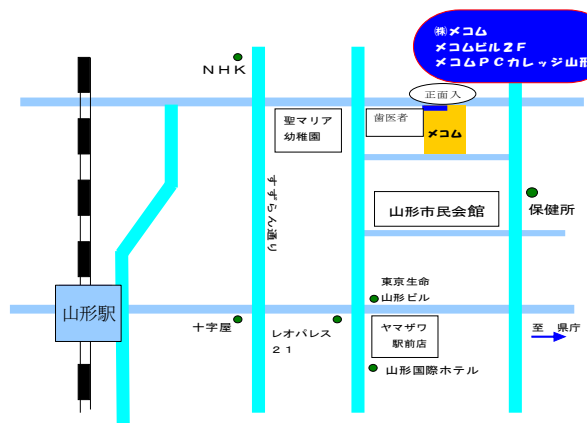 ㈱メコム
メコムビル２Ｆ
メコムＰＣカレッジ山形
ＮＨＫ
正面入
聖マリア
幼稚園
歯医者
メコム
すずらん通り
山形市民会館
保健所
東京生命
山形ビル
山形駅
十字屋
レオパレス
２１
ヤマザワ
駅前店
至　県庁
山形国際ホテル